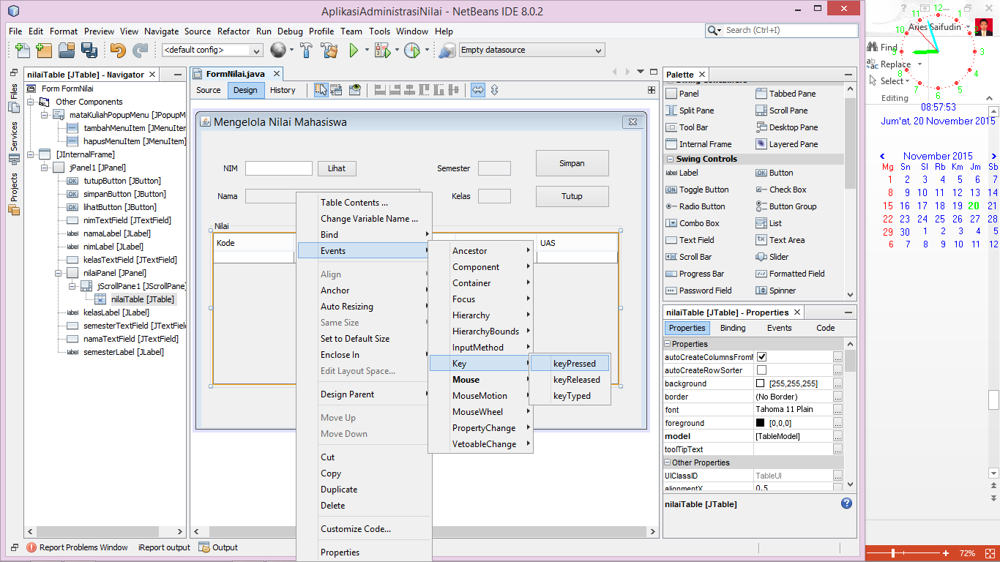 AplikasiAdministrasiNilai - NetBeans IDE 8.0.2
File Edit Format Preview View Navigate Source Refactor Run Debug Profile Team Tools Window Help
Search (Ctrl+I)
<default config>
Empty datasource
nilaiTable [JTable] - Navigator
Form FormNilai
Other Components
mataKuliahPopupMenu [JPopupM
tambahMenuItem [JMenuIter
hapusMenuItem [JMenuItem]
[JInternalFrame]
jPanel1 [JPanel]
tutupButton [JButton]
simpanButton [JButton]
lihatButton [JButton]
nimTextField [JTextField]
namaLabel [JLabel]
nimLabel [JLabel]
kelasTextField [JTextField]
nilaiPanel [JPanel]
jScrollPane1 [JScrollPane]
nilaiTable [JTable]
kelasLabel [JLabel]
semesterTextField [JTextField]
namaTextField [JTextField]
semesterLabel [JLabel]
Files
Services
Projects
FormNilai.java
Source Design History
Mengelola Nilai Mahasiswa
NIM Lihat Semester Simpan
Nama Kelas Tutup
Nilai
Kode UAS
Table Contents ...
Change Variable Name ...
Bind
Events
Align
Anchor
Auto Resizing
Same Size
Set to Default Size
Enclose In
Edit Layout Space...
Design Parent
Move Up
Move Down
Cut
Copy
Duplicate
Delete
Customize Code...
Properties
Ancestor
Component
Container
Focus
Hierarchy
HierarchyBounds
InputMethod
Key
Mouse
MouseMotion
MouseWheel
PropertyChange
VetoableChange
keyPressed
keyReleased
keyTyped
Palette
Swing Containers
Panel Tabbed Pane
Split Pane Scroll Pane
Tool Bar Desktop Pane
Internal Frame Layered Pane
Swing Controls
label Label OK Button
Toggle Button Check Box
Radio Button Button Group
Combo Box List
Text Field Text Area
Scroll Bar Slider
Progress Bar Formatted Field
Password Field Spinner
nilaiTable [JTable] - Properties
Properties Binding Events Code
Properties
autoCreateColumnsFromM
autoCreateRowSorter
background [255,255,255]
border (No Border)
font Tahoma 11 Plain
foreground [0,0,0]
model [TableModel]
toolTipText
Other Properties
UIClassID TableUI
alignmentX 0.5
nilaiTable [JTable]
Report Problems Window iReport output Output
Aries Saifudin
Find
Replace
Select
Editing
12 1 2 3 4 5 6 7 8 9 10 11
08:57:53
Jum'at, 20 November 2015
November 2015
Mg Sn Sl Rb Km Jm Sb
1 2 3 4 5 6 7
8 9 10 11 12 13 14
15 16 17 18 19 20 21
22 23 24 25 26 27 28
29 30 1 2 3 4 5
6 7 8 9 10 11 12
72%